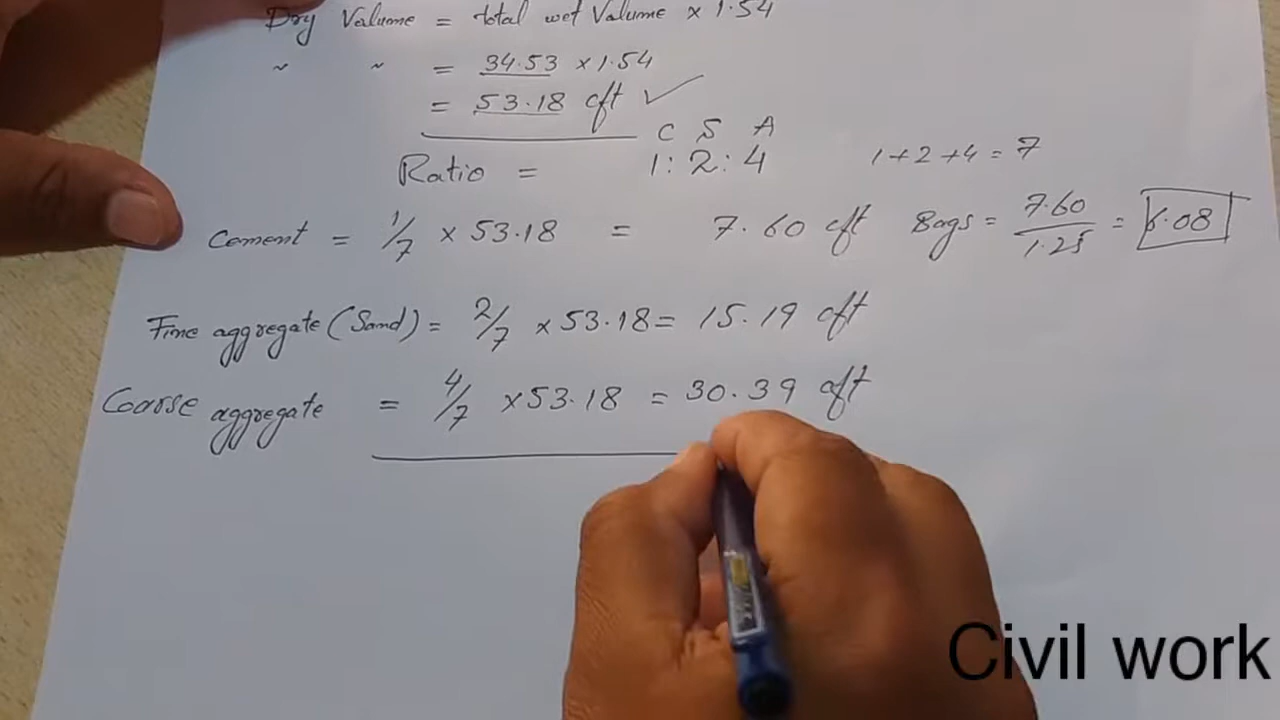 Dry Volume = total wet Volume × 1.54
" " = 34.53 × 1.54
= 53.18 cft ✓
C S A
Ratio = 1:2:4 1+2+4=7
Cement = 1/7 × 53.18 = 7.60 cft Bags = 7.60/1.25 = 6.08
Fine aggregate (Sand) = 2/7 × 53.18 = 15.19 cft
Coarse aggregate = 4/7 × 53.18 = 30.39 cft
Civil work